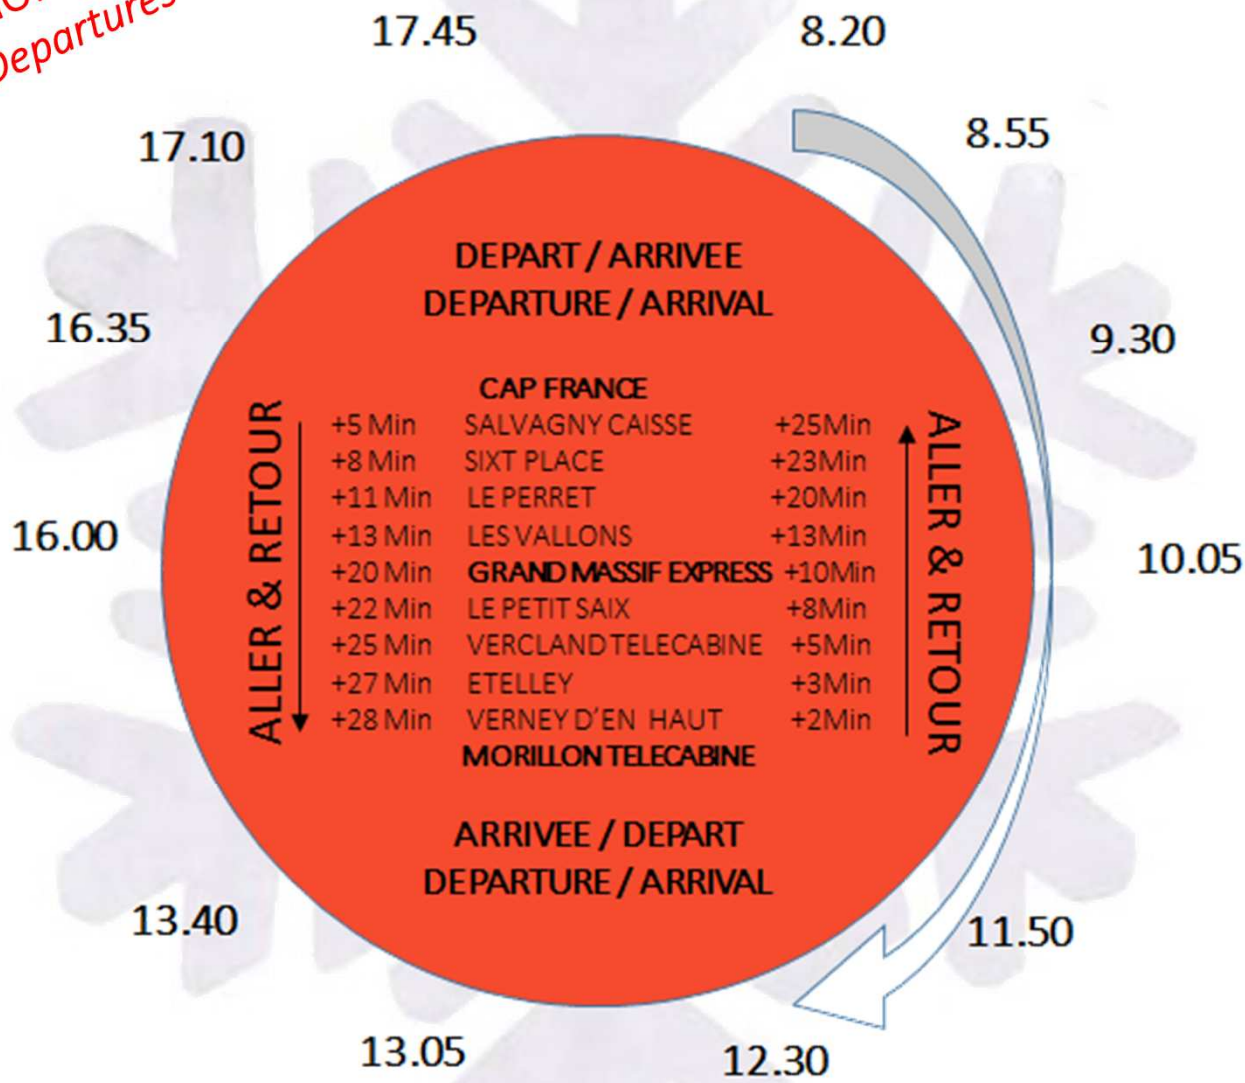 Departures
17.45
8.20
8.55
17.10
9.30
16.35
10.05
16.00
11.50
13.40
12.30
13.05
DEPART / ARRIVEE
DEPARTURE / ARRIVAL
CAP FRANCE
+5 Min SALVAGNY CAISSE +25Min
+8 Min SIXT PLACE +23Min
+11 Min LE PERRET +20Min
+13 Min LES VALLONS +13Min
+20 Min GRAND MASSIF EXPRESS +10Min
+22 Min LE PETIT SAIX +8Min
+25 Min VERCLAND TELECABINE +5Min
+27 Min ETELLEY +3Min
+28 Min VERNEY D’EN HAUT +2Min
MORILLON TELECABINE
ALLER & RETOUR
ALLER & RETOUR
ARRIVEE / DEPART
DEPARTURE / ARRIVAL